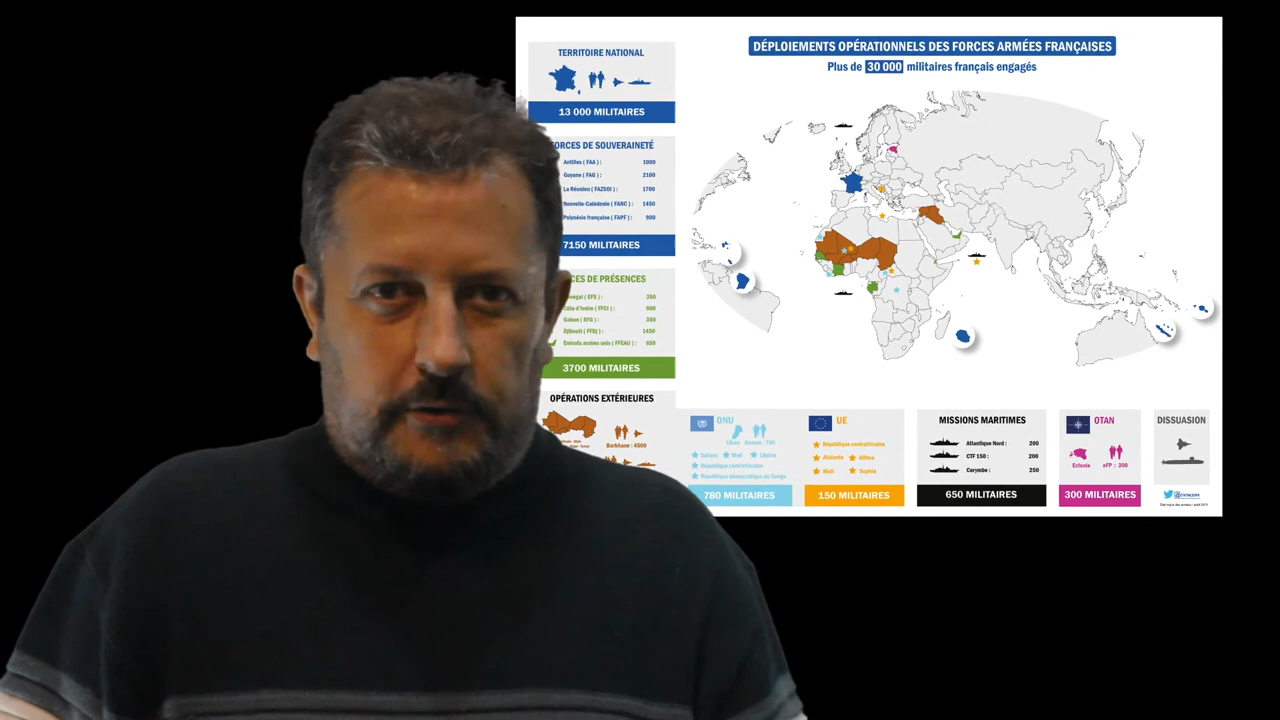 DÉPLOIEMENTS OPÉRATIONNELS DES FORCES ARMÉES FRANÇAISES
Plus de 30 000 militaires français engagés
TERRITOIRE NATIONAL
13 000 MILITAIRES
FORCES DE SOUVERAINETÉ
Antilles ( FAA ) : 1000
Guyane ( FAG ) : 2100
La Réunion ( FAZSOI ) : 1700
Nouvelle-Calédonie ( FANC ) : 1450
Polynésie française ( FAPF ) : 900
7150 MILITAIRES
CES DE PRÉSENCES
Sénégal ( EFS ) : 350
Côte d'Ivoire ( FFCI ) : 900
Gabon ( EFG ) : 350
Djibouti ( FFDj ) : 1450
Emirats arabes unis ( FFEAU ) : 650
3700 MILITAIRES
OPÉRATIONS EXTÉRIEURES
Barkhane : 4500
ONU
Liban Daman : 700
Sahara Mali Libéria
République centrafricaine
République démocratique du Congo
780 MILITAIRES
UE
République centrafricaine
Atalante Althea
Mali Sophia
150 MILITAIRES
MISSIONS MARITIMES
Atlantique Nord : 200
CTF 150 : 200
Corymbe : 250
650 MILITAIRES
OTAN
Estonie eFP : 300
300 MILITAIRES
DISSUASION